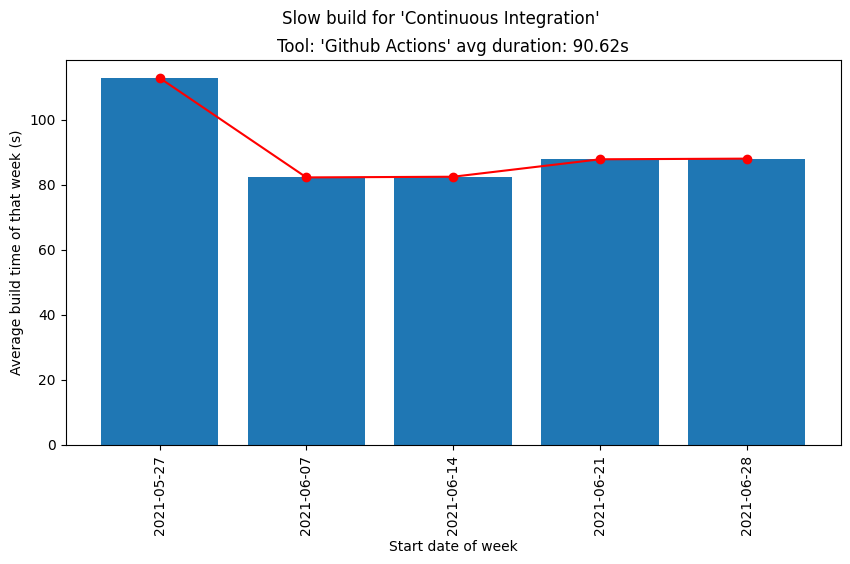 Slow build for 'Continuous Integration'
Tool: 'Github Actions' avg duration: 90.62s
Average build time of that week (s)
100
80
60
40
20
0
2021-05-27
2021-06-07
2021-06-14
2021-06-21
2021-06-28
Start date of week